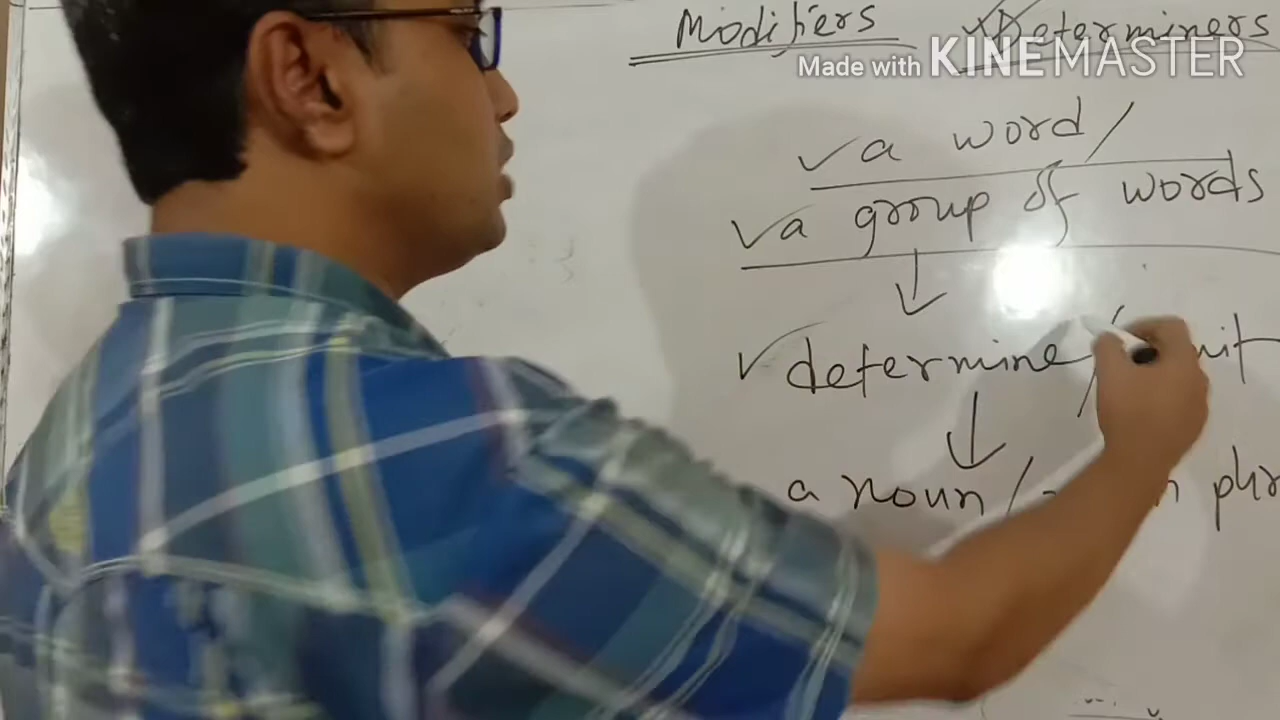 Modifiers Determiners
Made with KINEMASTER
a word/
a group of words
determine/
a noun/